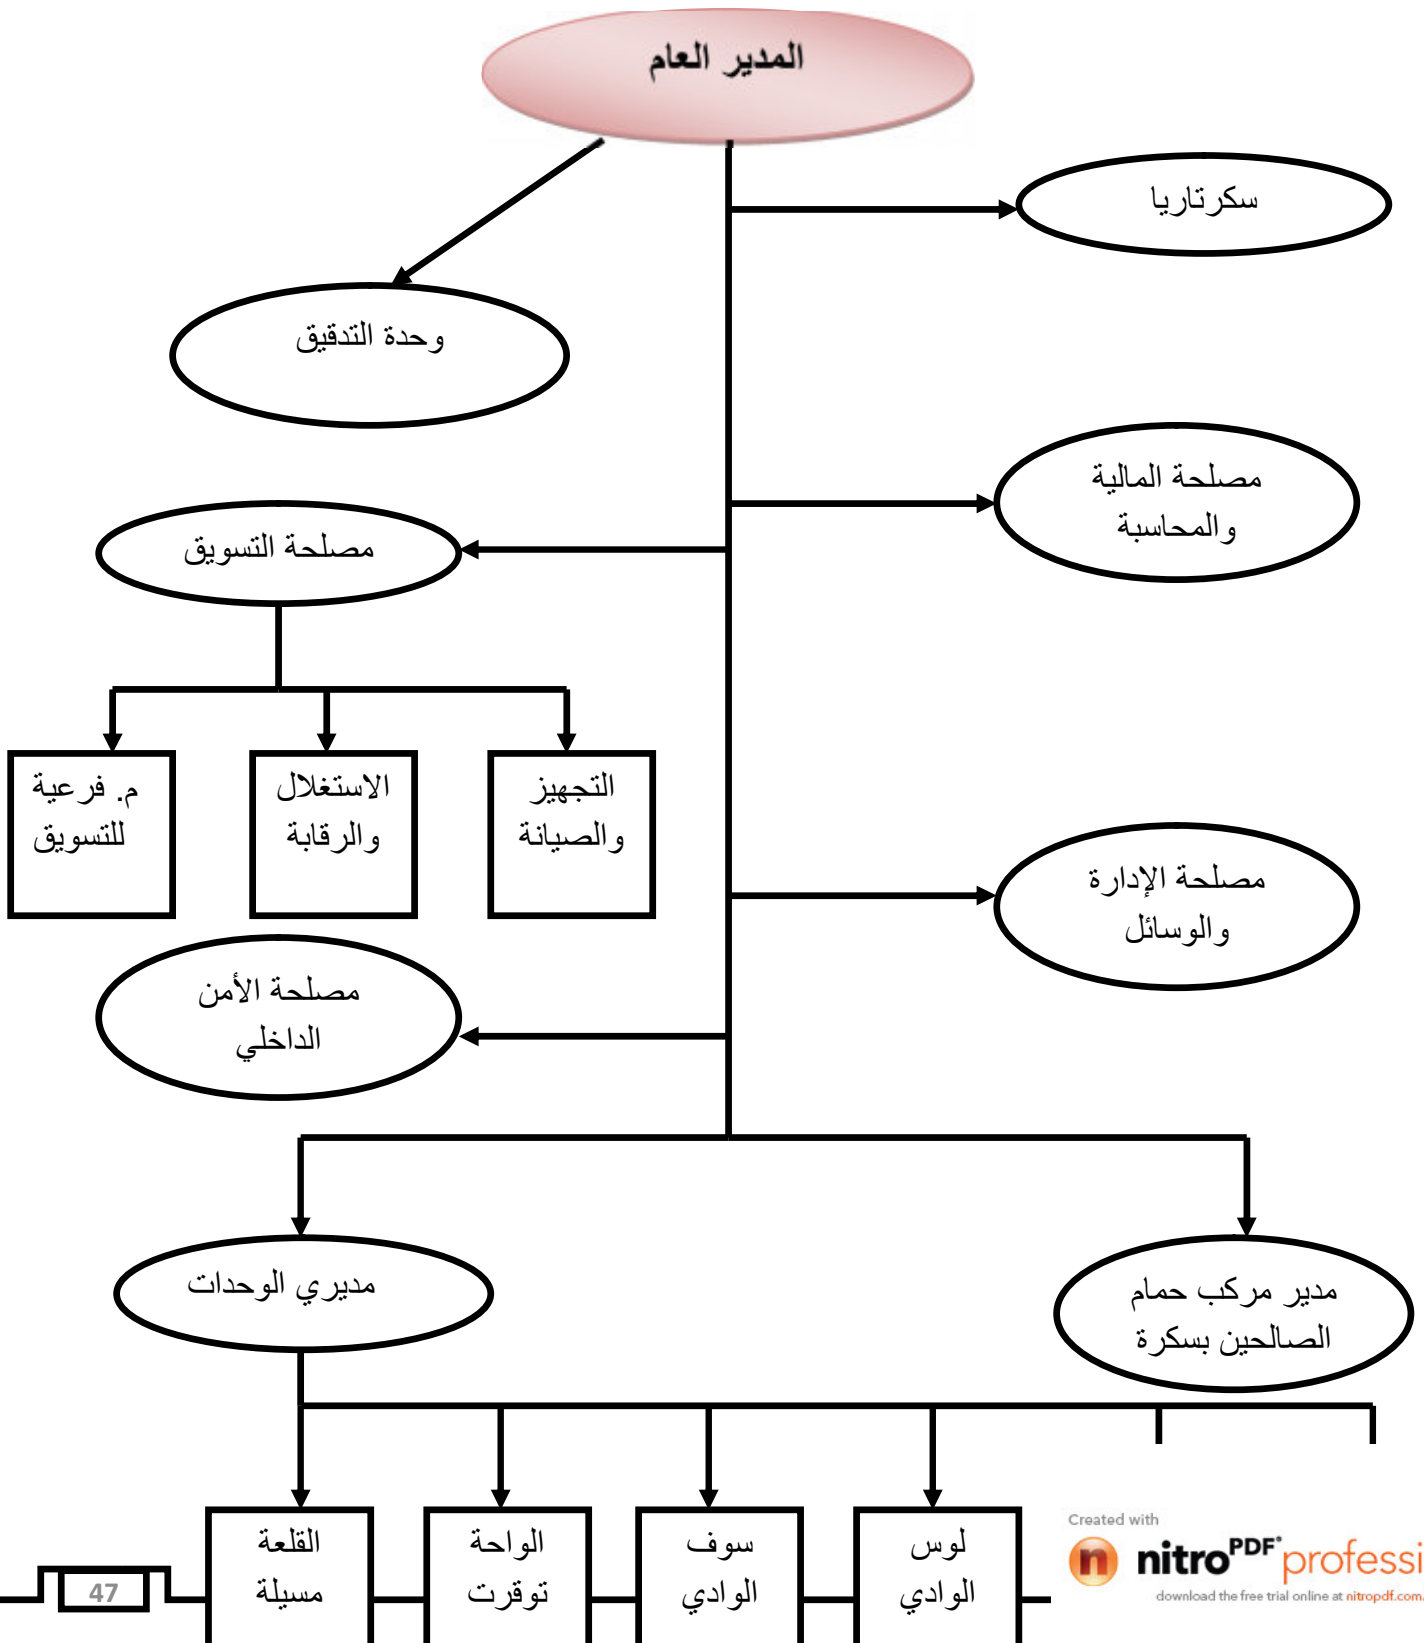 المدير العام
سكرتاريا
وحدة التدقيق
مصلحة المالية
والمحاسبة
مصلحة التسويق
التجهيز
والصيانة
الاستغلال
والرقابة
م. فرعية
للتسويق
مصلحة الإدارة
والوسائل
مصلحة الأمن
الداخلي
مدير مركب حمام
الصالحين بسكرة
مديري الوحدات
لوس
الوادي
سوف
الوادي
الواحة
توقرت
القلعة
مسيلة
47
Created with
nitro PDF professi
download the free trial online at nitropdf.com.